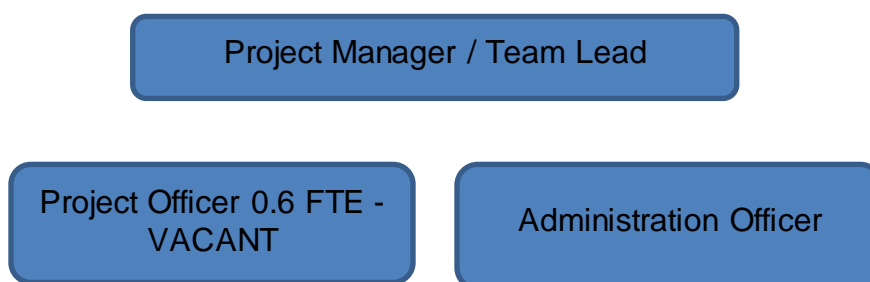 Project Manager / Team Lead
Project Officer 0.6 FTE -
VACANT
Administration Officer